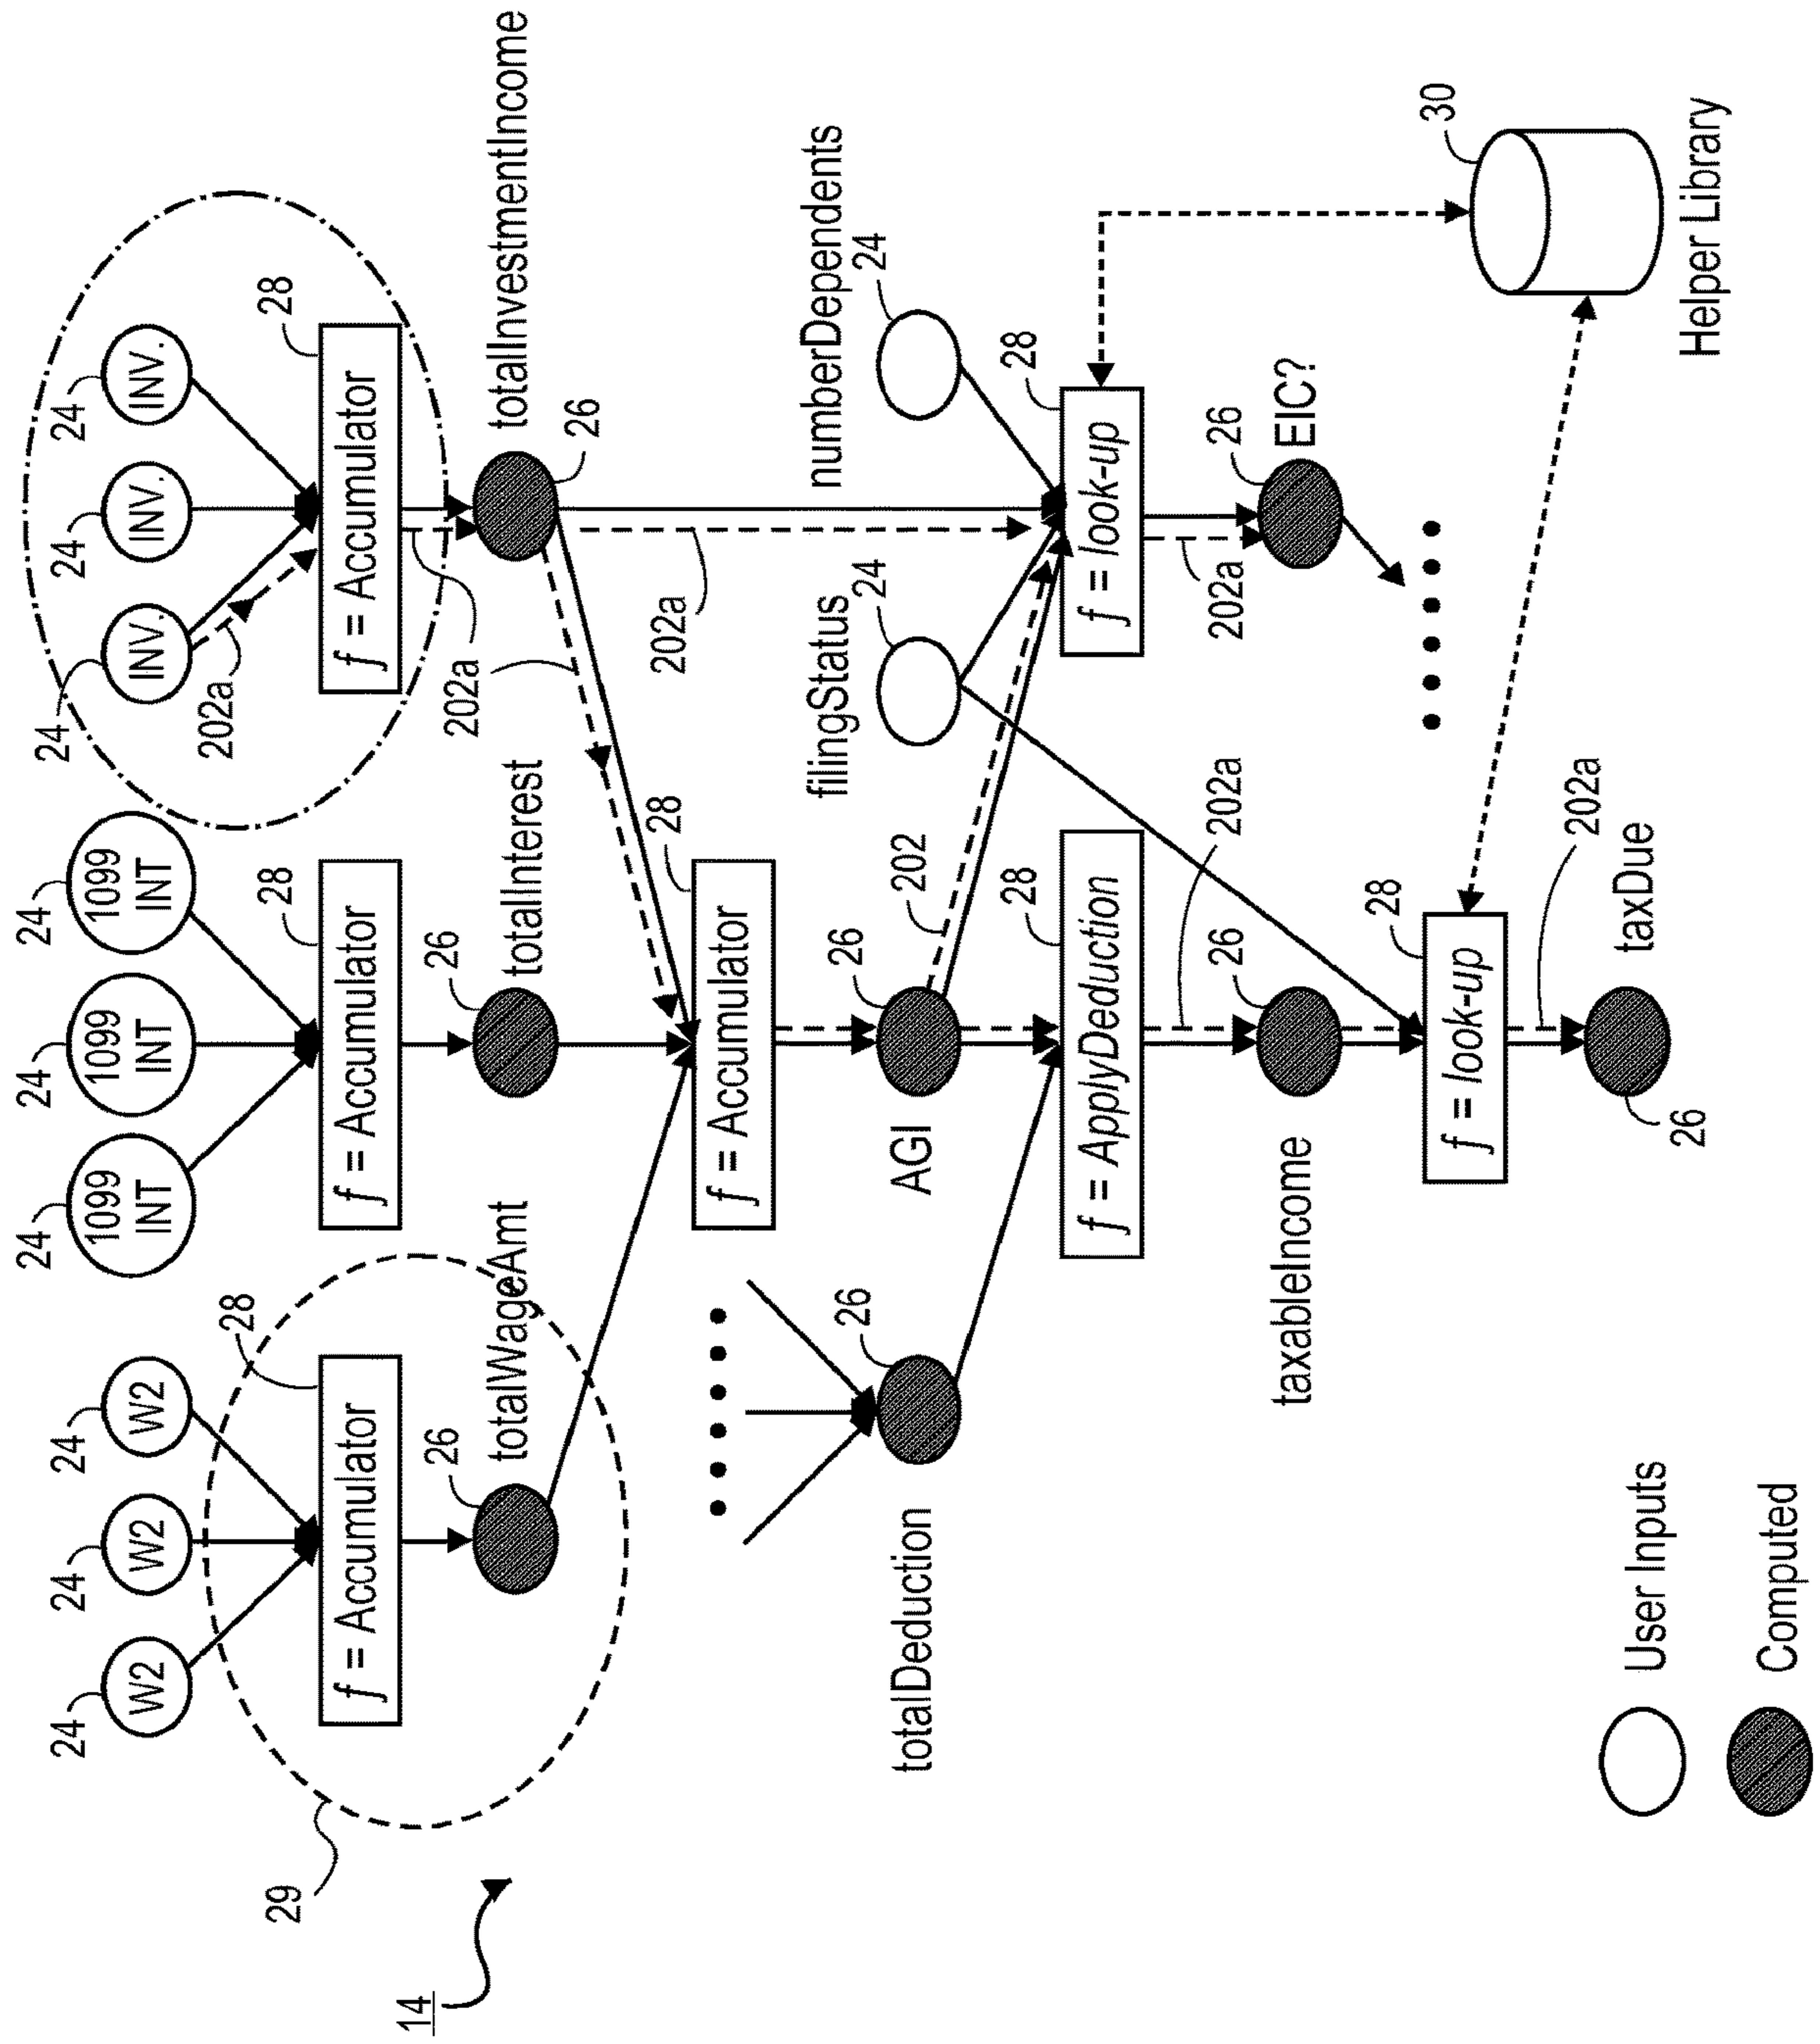 14
29
24
24
24
24
24
24
24
24
24
W2
W2
W2
1099
INT
1099
INT
1099
INT
INV.
INV.
INV.
202a
28
28
28
f = Accumulator
f = Accumulator
f = Accumulator
202a
26
26
26
totalWageAmt
totalInterest
totalInvestmentIncome
202a
28
f = Accumulator
202a
filingStatus
numberDependents
24
24
26
26
202
totalDeduction
AGI
28
28
f = ApplyDeduction
f = look-up
202a
202a
26
26
taxableIncome
EIC?
28
30
f = look-up
202a
Helper Library
26
taxDue
User Inputs
Computed